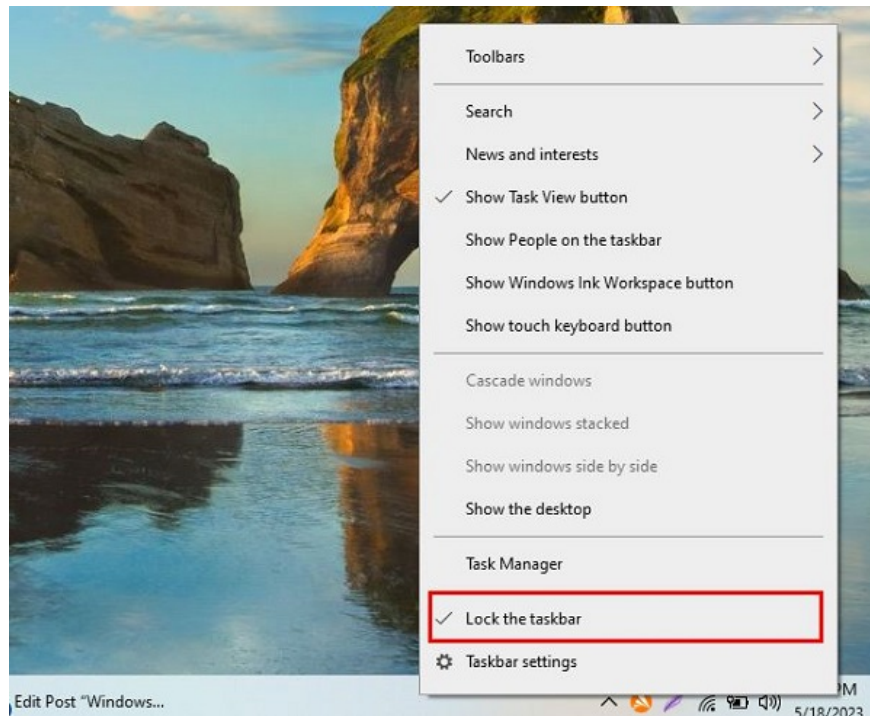 Toolbars
Search
News and interests
Show Task View button
Show People on the taskbar
Show Windows Ink Workspace button
Show touch keyboard button
Cascade windows
Show windows stacked
Show windows side by side
Show the desktop
Task Manager
Lock the taskbar
Taskbar settings
Edit Post "Windows...
PM
5/18/2023